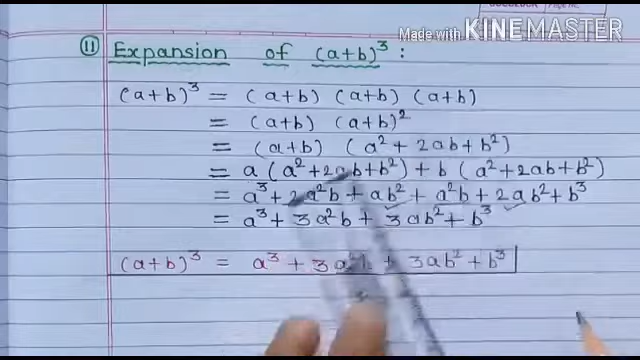 Made with KINEMASTER
11 Expansion of (a+b)³ :
(a+b)³ = (a+b) (a+b) (a+b)
= (a+b) (a+b)²
= (a+b) (a² + 2ab + b²)
= a (a² + 2ab + b²) + b (a² + 2ab + b²)
= a³ + 2a²b + ab² + a²b + 2ab² + b³
= a³ + 3a²b + 3ab² + b³
(a+b)³ = a³ + 3a²b + 3ab² + b³